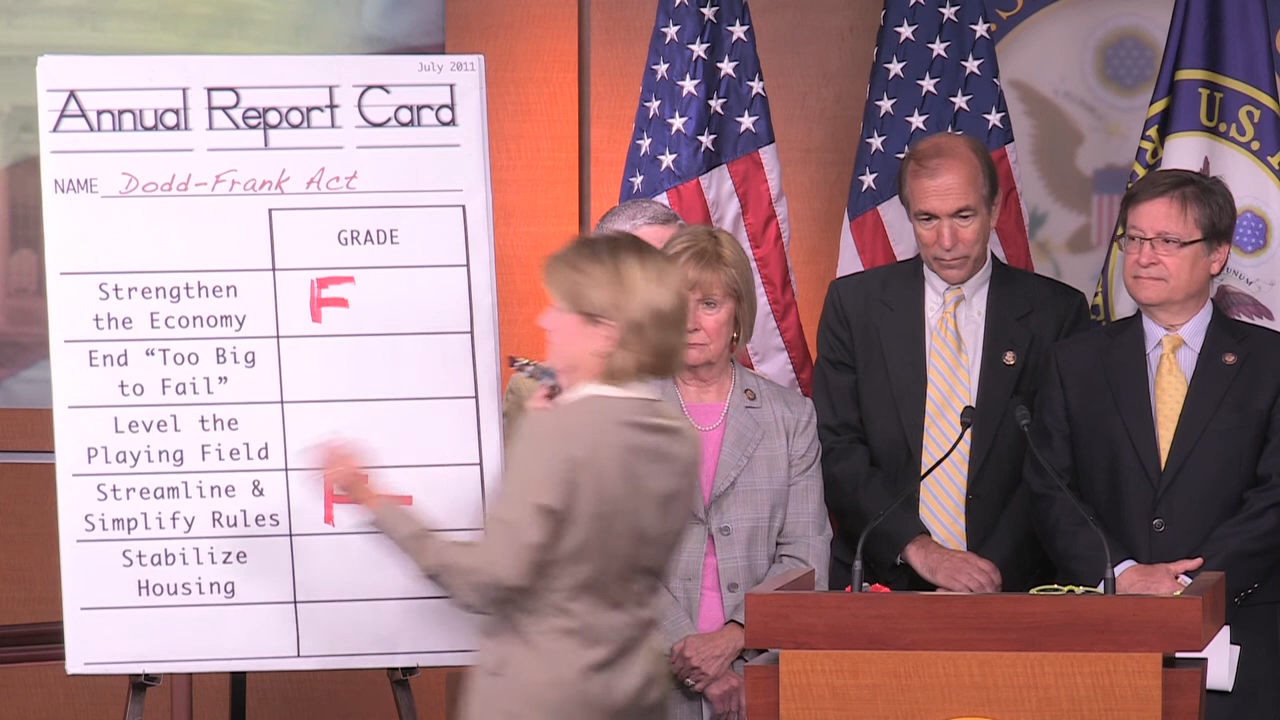 July 2011
Annual Report Card
NAME Dodd-Frank Act
GRADE
Strengthen
the Economy
F
End “Too Big
to Fail”
Level the
Playing Field
Streamline &
Simplify Rules
F
Stabilize
Housing
U.S.